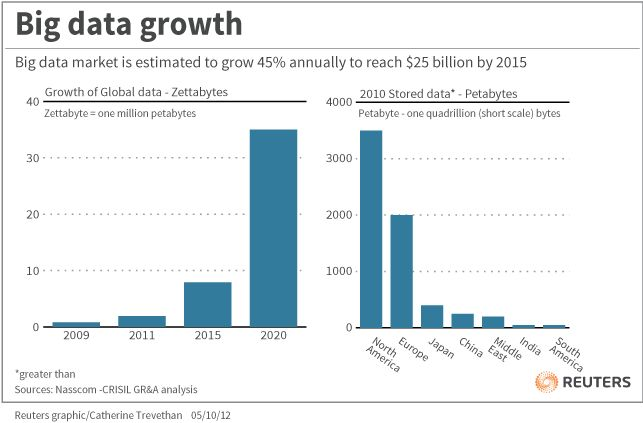 Big data growth
Big data market is estimated to grow 45% annually to reach $25 billion by 2015
Growth of Global data - Zettabytes
40
Zettabyte = one million petabytes
30
20
10
0
2009
2011
2015
2020
2010 Stored data* - Petabytes
4000
Petabyte - one quadrillion (short scale) bytes
3000
2000
1000
0
North America
Europe
Japan
China
Middle East
India
South America
*greater than
Sources: Nasscom -CRISIL GR&A analysis
REUTERS
Reuters graphic/Catherine Trevethan 05/10/12